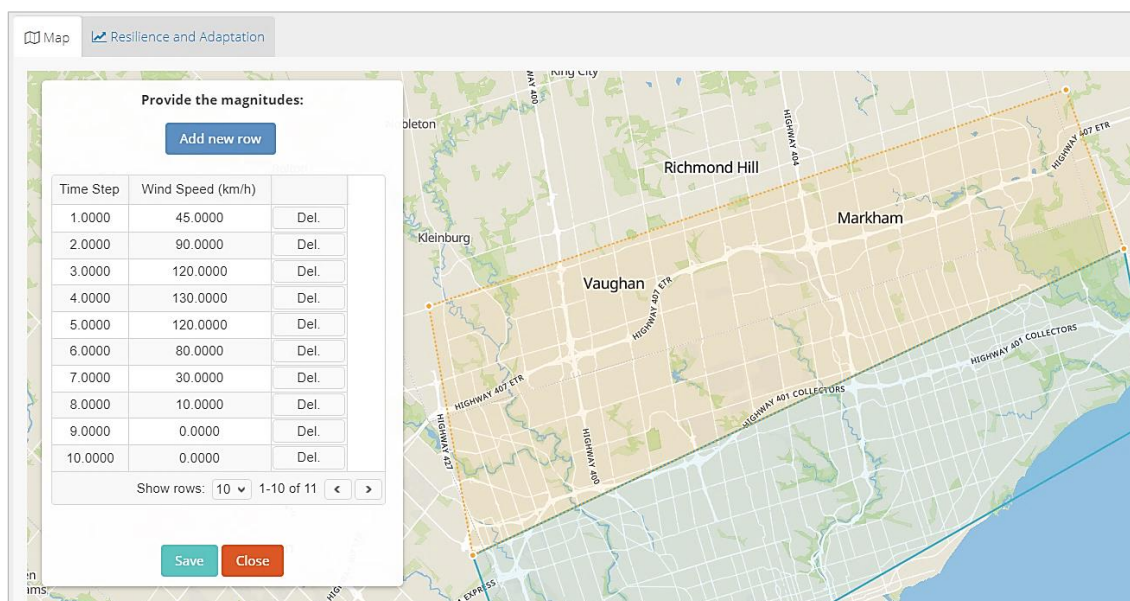 Map
Resilience and Adaptation
Provide the magnitudes:
Add new row
Time Step Wind Speed (km/h)
1.0000 45.0000 Del.
2.0000 90.0000 Del.
3.0000 120.0000 Del.
4.0000 130.0000 Del.
5.0000 120.0000 Del.
6.0000 80.0000 Del.
7.0000 30.0000 Del.
8.0000 10.0000 Del.
9.0000 0.0000 Del.
10.0000 0.0000 Del.
Show rows: 10 1-10 of 11
Save Close
King City
WAY 400
HIGHWAY 404
HIGHWAY 407 ETR
bleton
Richmond Hill
Markham
Kleinburg
Vaughan
HIGHWAY 407 ETR
HIGHWAY 401 COLLECTORS
HIGHWAY 407 ETR
HIGHWAY 401 COLLECTORS
HIGHWAY 427
HIGHWAY 400
EXPRESS